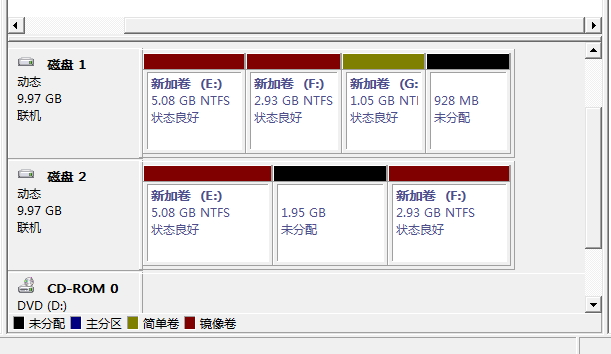 磁盘 1
动态
9.97 GB
联机
新加卷 (E:)
5.08 GB NTFS
状态良好
新加卷 (F:)
2.93 GB NTFS
状态良好
新加卷 (G:
1.05 GB NTI
状态良好
928 MB
未分配
磁盘 2
动态
9.97 GB
联机
新加卷 (E:)
5.08 GB NTFS
状态良好
1.95 GB
未分配
新加卷 (F:)
2.93 GB NTFS
状态良好
CD-ROM 0
DVD (D:)
未分配 主分区 简单卷 镜像卷